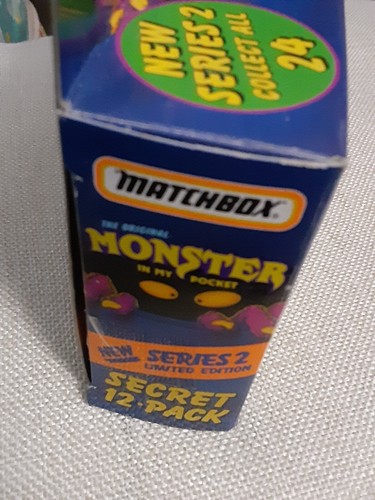 NEW
SERIES 2
COLLECT ALL
24
MATCHBOX
THE ORIGINAL
MONSTER
IN MY POCKET
NEW
SERIES 2
LIMITED EDITION
SECRET
12-PACK